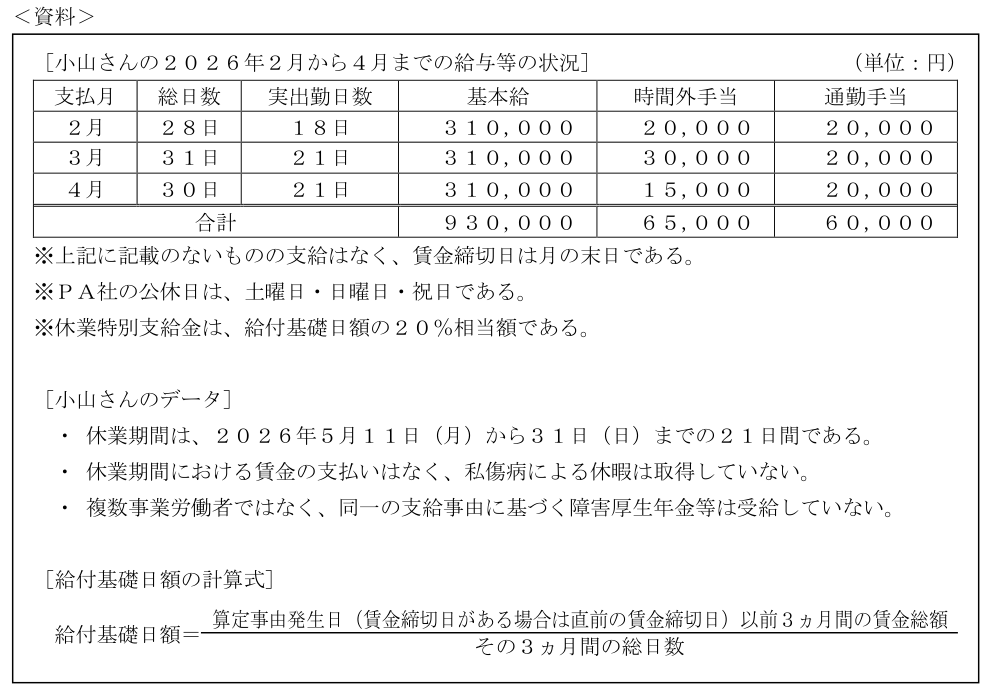 ＜資料＞
［小山さんの２０２６年２月から４月までの給与等の状況］ （単位：円）
支払月 総日数 実出勤日数 基本給 時間外手当 通勤手当
２月 ２８日 １８日 ３１０,０００ ２０,０００ ２０,０００
３月 ３１日 ２１日 ３１０,０００ ３０,０００ ２０,０００
４月 ３０日 ２１日 ３１０,０００ １５,０００ ２０,０００
合計 ９３０,０００ ６５,０００ ６０,０００
※上記に記載のないものの支給はなく、賃金締切日は月の末日である。
※ＰＡ社の公休日は、土曜日・日曜日・祝日である。
※休業特別支給金は、給付基礎日額の２０％相当額である。
［小山さんのデータ］
・ 休業期間は、２０２６年５月１１日（月）から３１日（日）までの２１日間である。
・ 休業期間における賃金の支払いはなく、私傷病による休暇は取得していない。
・ 複数事業労働者ではなく、同一の支給事由に基づく障害厚生年金等は受給していない。
［給付基礎日額の計算式］
給付基礎日額＝
算定事由発生日（賃金締切日がある場合は直前の賃金締切日）以前３ヵ月間の賃金総額
その３ヵ月間の総日数